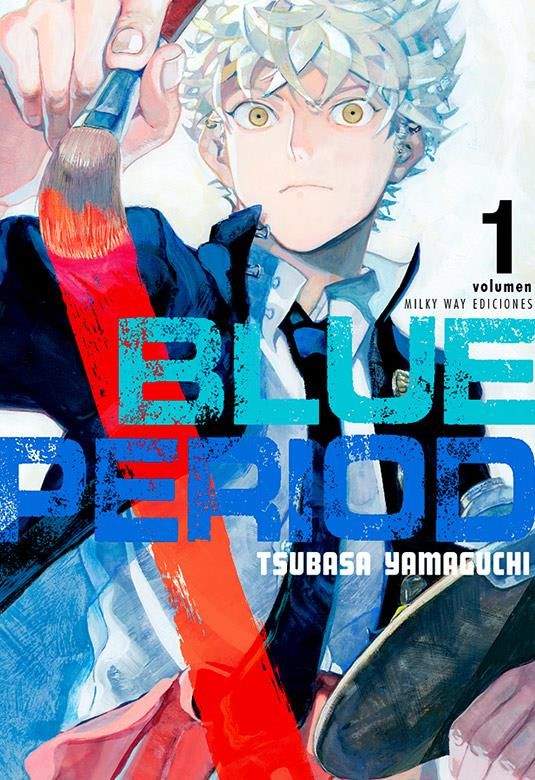 1
volumen
MILKY WAY EDICIONES
BLUE
PERIOD
TSUBASA YAMAGUCHI